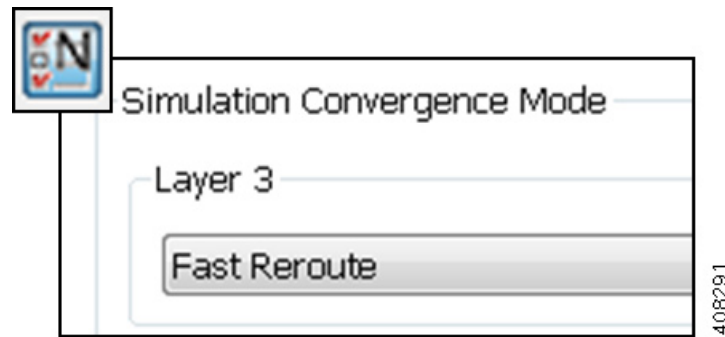 N
Simulation Convergence Mode
Layer 3
Fast Reroute
408291